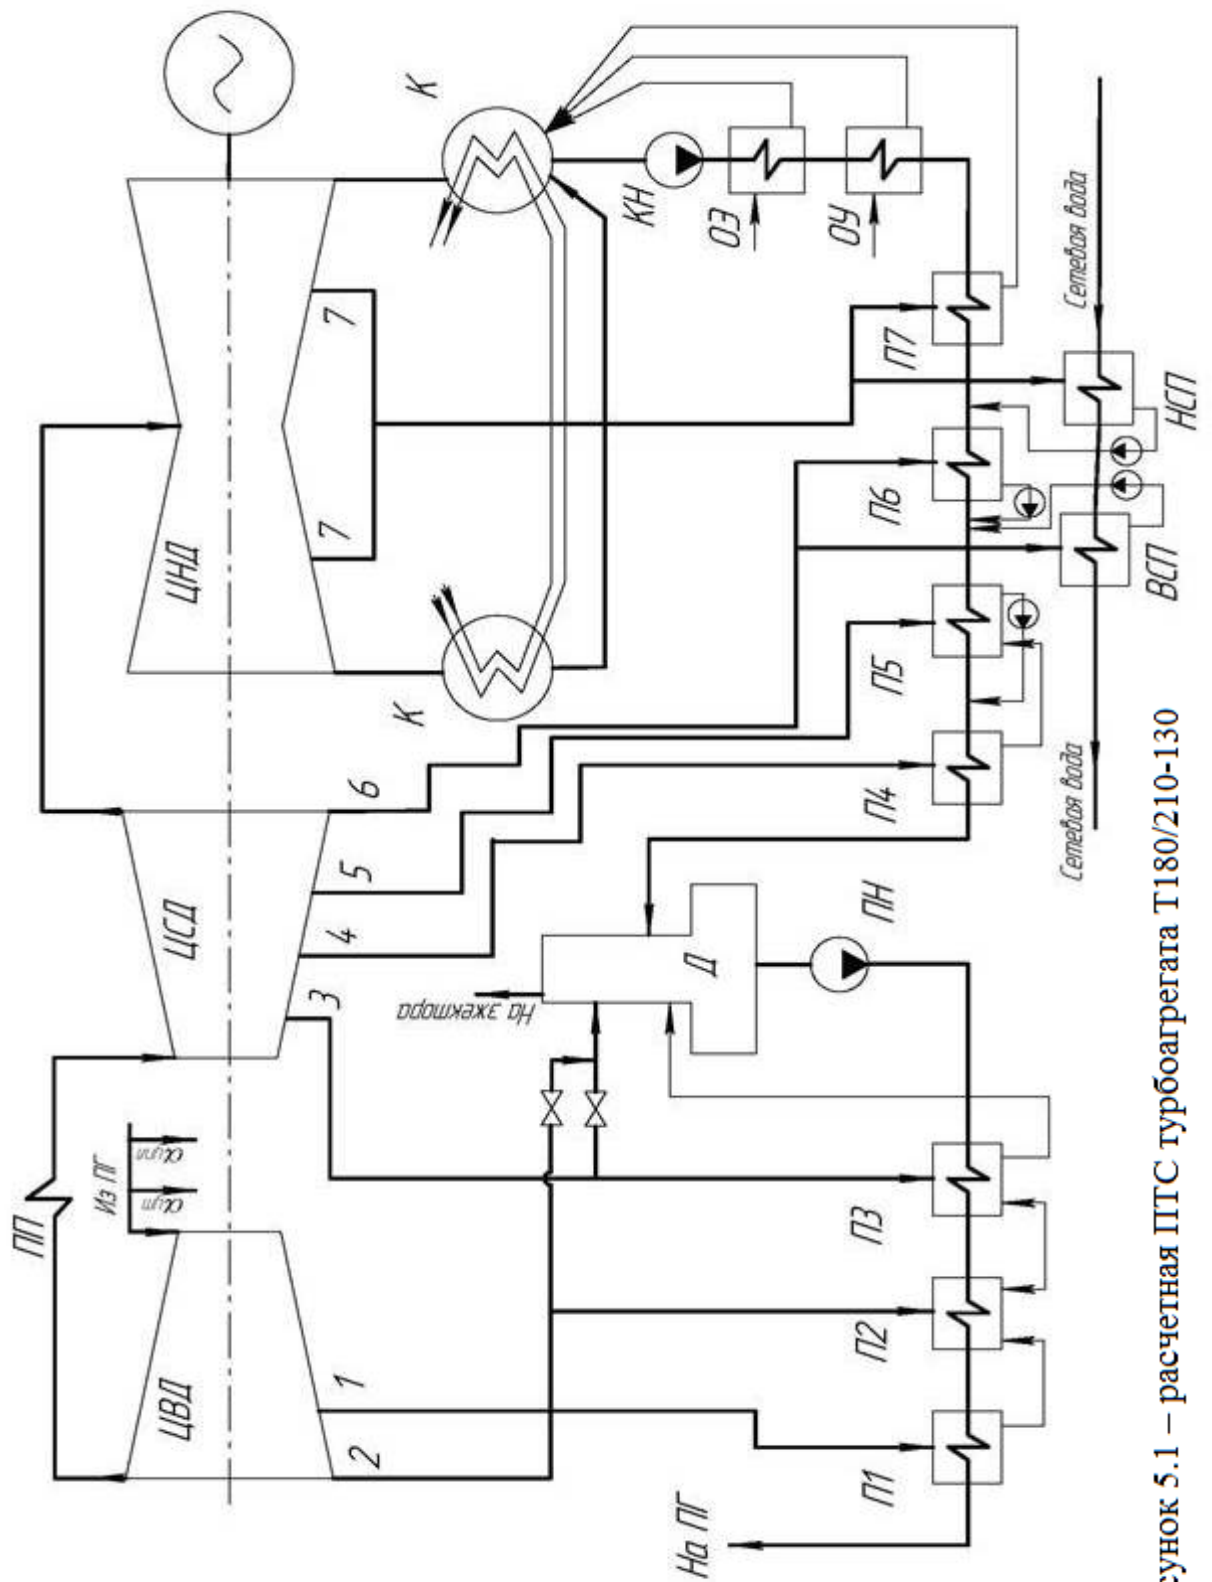 ПП
Из ПГ
αут
αупл
ЦВД
ЦСД
ЦНД
1
2
3
4
5
6
7
7
К
К
КН
ОЭ
ОУ
На эжектора
Д
ПН
П1
П2
П3
П4
П5
П6
П7
На ПГ
Сетевая вода
Сетевая вода
ВСП
НСП
сунок 5.1 – расчетная ПТС турбоагрегата Т180/210-130